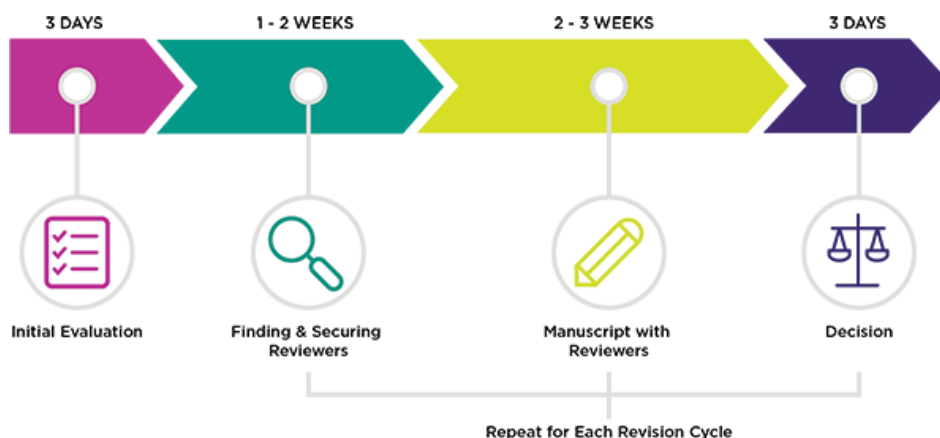 3 DAYS
1 - 2 WEEKS
2 - 3 WEEKS
3 DAYS
Initial Evaluation
Finding & Securing
Reviewers
Manuscript with
Reviewers
Decision
Repeat for Each Revision Cycle